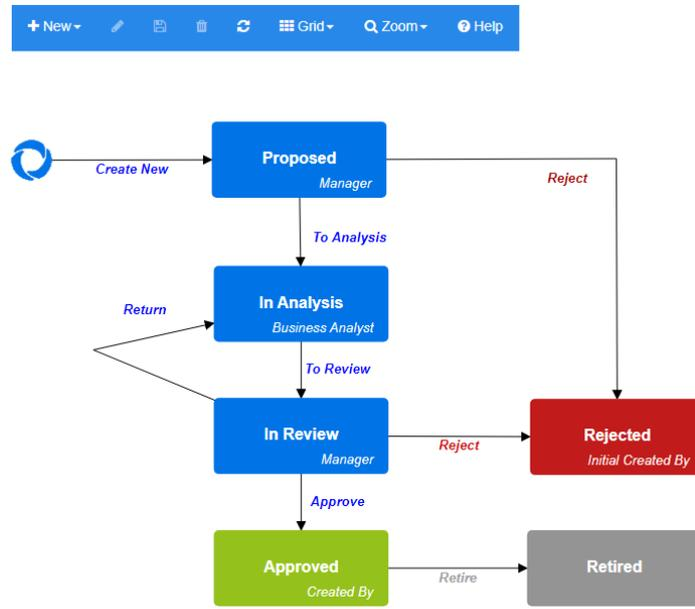 New
Grid
Zoom
Help
Proposed
Manager
Create New
Reject
To Analysis
In Analysis
Business Analyst
Return
To Review
In Review
Manager
Reject
Rejected
Initial Created By
Approve
Approved
Created By
Retire
Retired